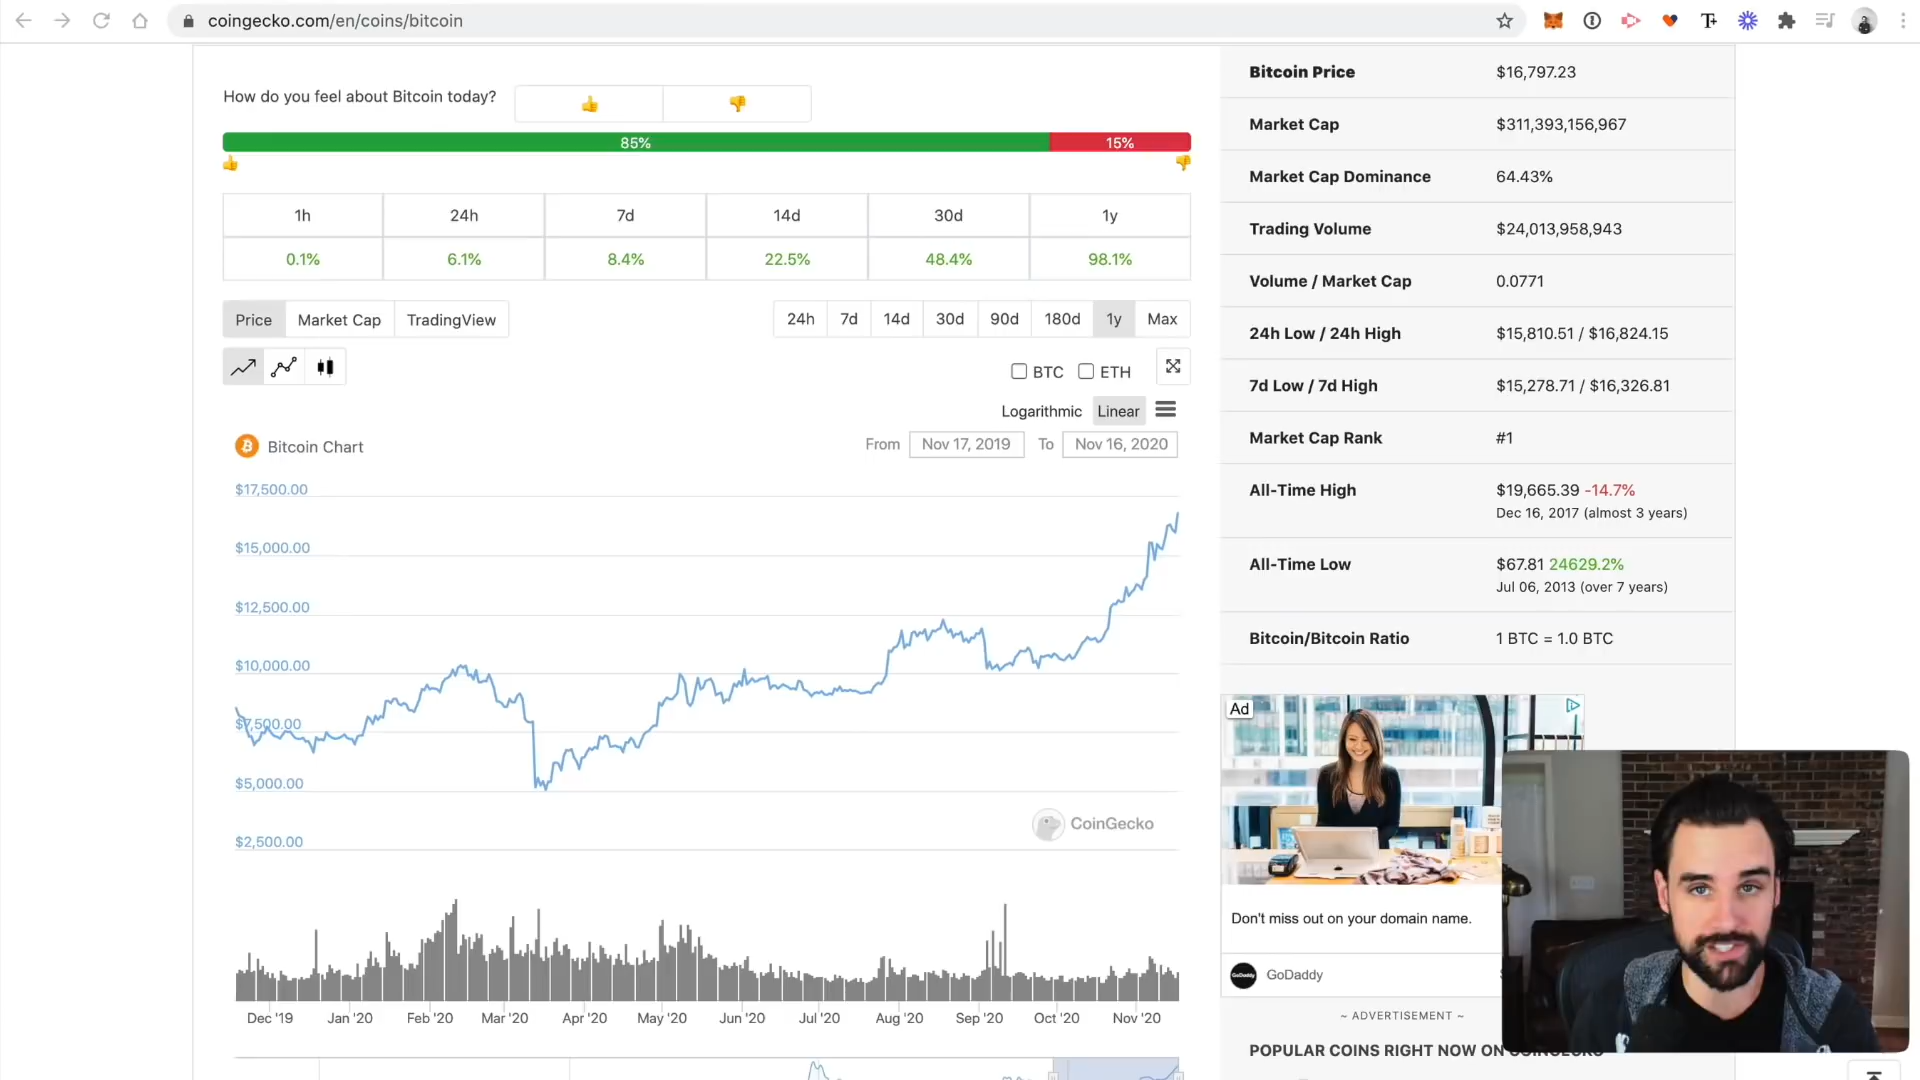 coingecko.com/en/coins/bitcoin
How do you feel about Bitcoin today?
85%
15%
1h 24h 7d 14d 30d 1y
0.1% 6.1% 8.4% 22.5% 48.4% 98.1%
Price Market Cap TradingView
24h 7d 14d 30d 90d 180d 1y Max
BTC ETH
Logarithmic Linear
Bitcoin Chart
From Nov 17, 2019 To Nov 16, 2020
$17,500.00
$15,000.00
$12,500.00
$10,000.00
$7,500.00
$5,000.00
$2,500.00
CoinGecko
Dec '19 Jan '20 Feb '20 Mar '20 Apr '20 May '20 Jun '20 Jul '20 Aug '20 Sep '20 Oct '20 Nov '20
Bitcoin Price $16,797.23
Market Cap $311,393,156,967
Market Cap Dominance 64.43%
Trading Volume $24,013,958,943
Volume / Market Cap 0.0771
24h Low / 24h High $15,810.51 / $16,824.15
7d Low / 7d High $15,278.71 / $16,326.81
Market Cap Rank #1
All-Time High $19,665.39 -14.7%
Dec 16, 2017 (almost 3 years)
All-Time Low $67.81 24629.2%
Jul 06, 2013 (over 7 years)
Bitcoin/Bitcoin Ratio 1 BTC = 1.0 BTC
Ad
Don't miss out on your domain name.
GoDaddy
GoDaddy
~ ADVERTISEMENT ~
POPULAR COINS RIGHT NOW ON COINGECKO